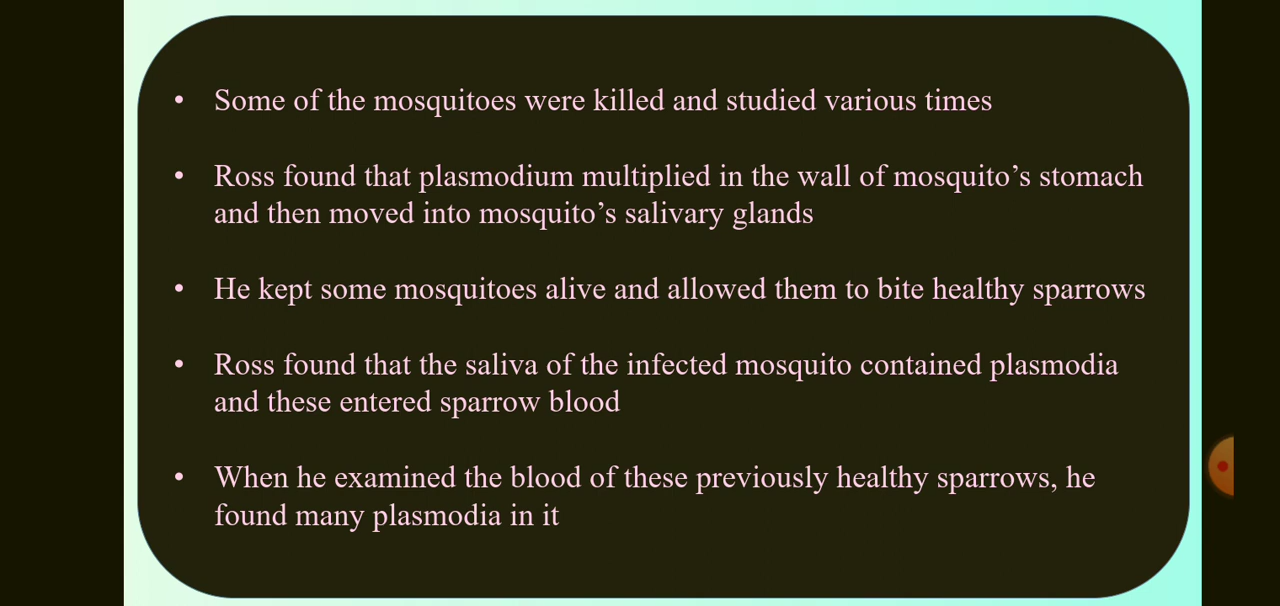 • Some of the mosquitoes were killed and studied various times
• Ross found that plasmodium multiplied in the wall of mosquito’s stomach
and then moved into mosquito’s salivary glands
• He kept some mosquitoes alive and allowed them to bite healthy sparrows
• Ross found that the saliva of the infected mosquito contained plasmodia
and these entered sparrow blood
• When he examined the blood of these previously healthy sparrows, he
found many plasmodia in it